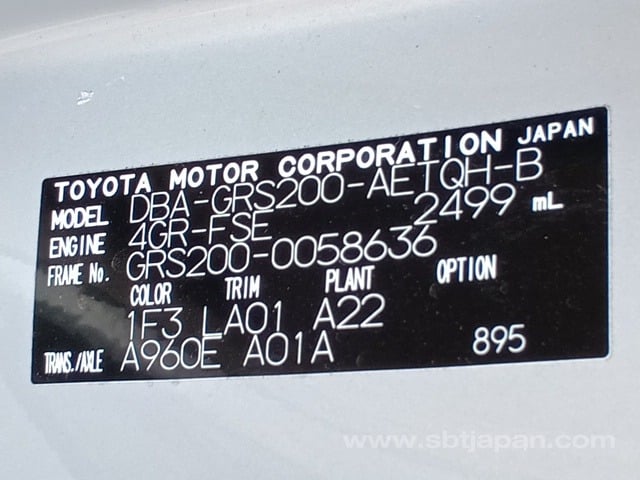 TOYOTA MOTOR CORPORATION JAPAN
MODEL DBA-GRS200-AETQH-B
ENGINE 4GR-FSE 2499 mL
FRAME No. GRS200-0058636
COLOR TRIM PLANT OPTION
1F3 LA01 A22
TRANS./AXLE A960E A01A 895
www.sbtjapan.com